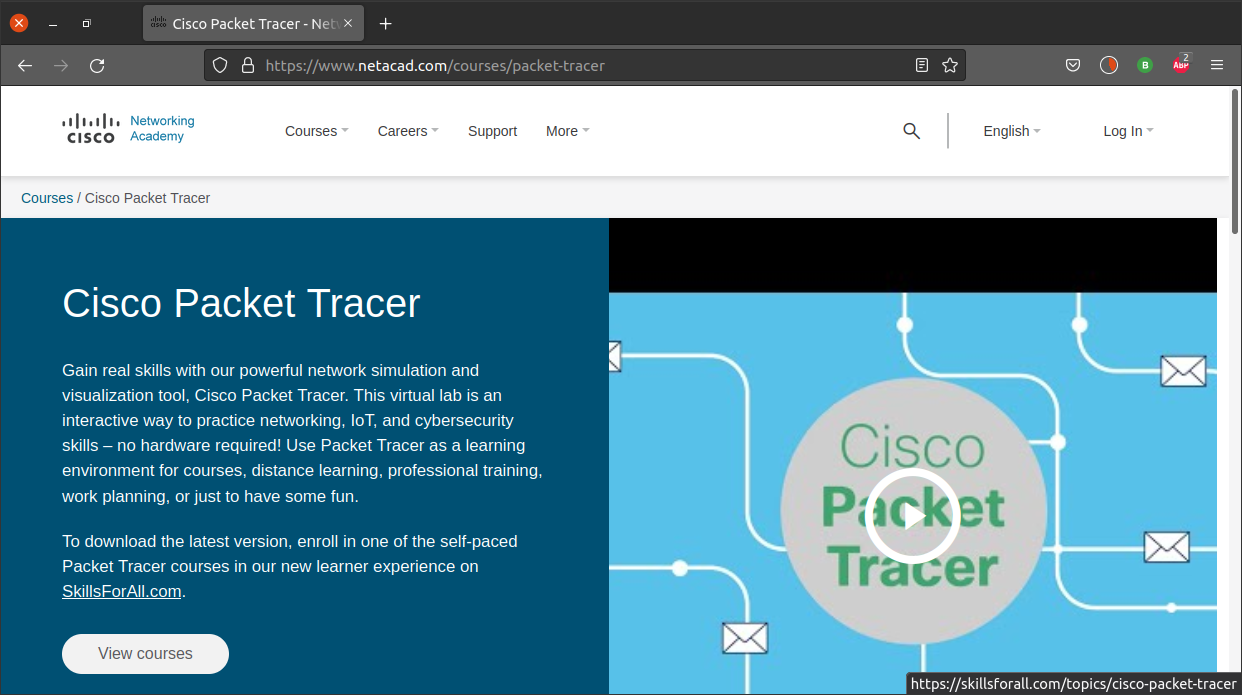 Cisco Packet Tracer - Net
https://www.netacad.com/courses/packet-tracer
B
ABP
2
CISCO
Networking
Academy
Courses
Careers
Support
More
English
Log In
Courses / Cisco Packet Tracer
Cisco Packet Tracer
Gain real skills with our powerful network simulation and
visualization tool, Cisco Packet Tracer. This virtual lab is an
interactive way to practice networking, IoT, and cybersecurity
skills – no hardware required! Use Packet Tracer as a learning
environment for courses, distance learning, professional training,
work planning, or just to have some fun.
To download the latest version, enroll in one of the self-paced
Packet Tracer courses in our new learner experience on
SkillsForAll.com.
View courses
Cisco
Packet
Tracer
https://skillsforall.com/topics/cisco-packet-tracer